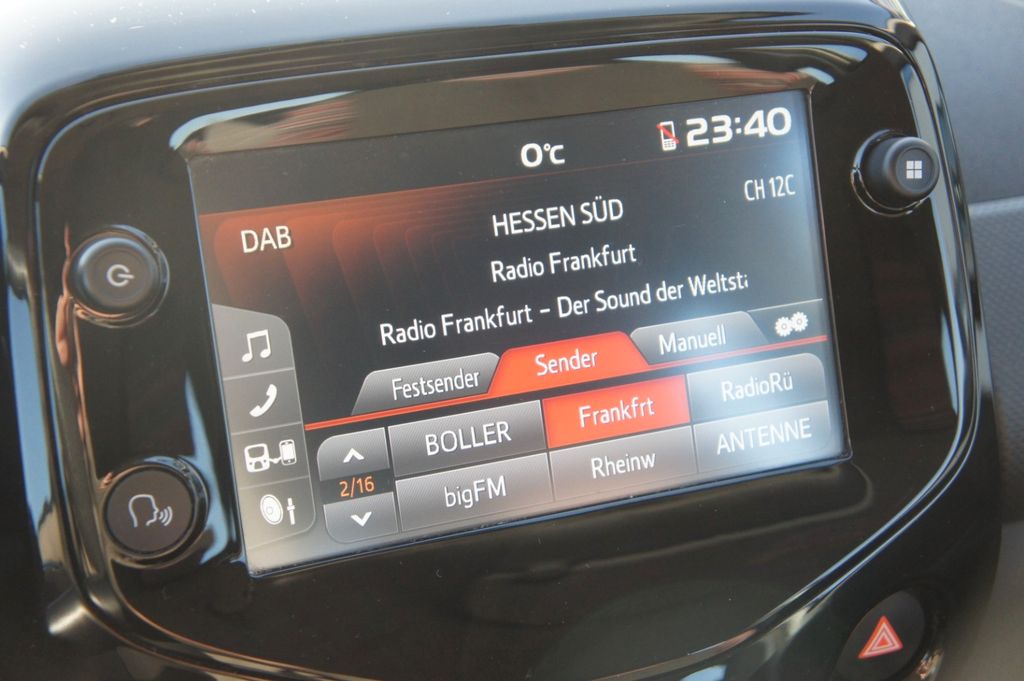 0°C
23:40
DAB
HESSEN SÜD
CH 12C
Radio Frankfurt
Radio Frankfurt - Der Sound der Weltsta
Festsender
Sender
Manuell
BOLLER
Frankfrt
RadioRü
2/16
bigFM
Rheinw
ANTENNE